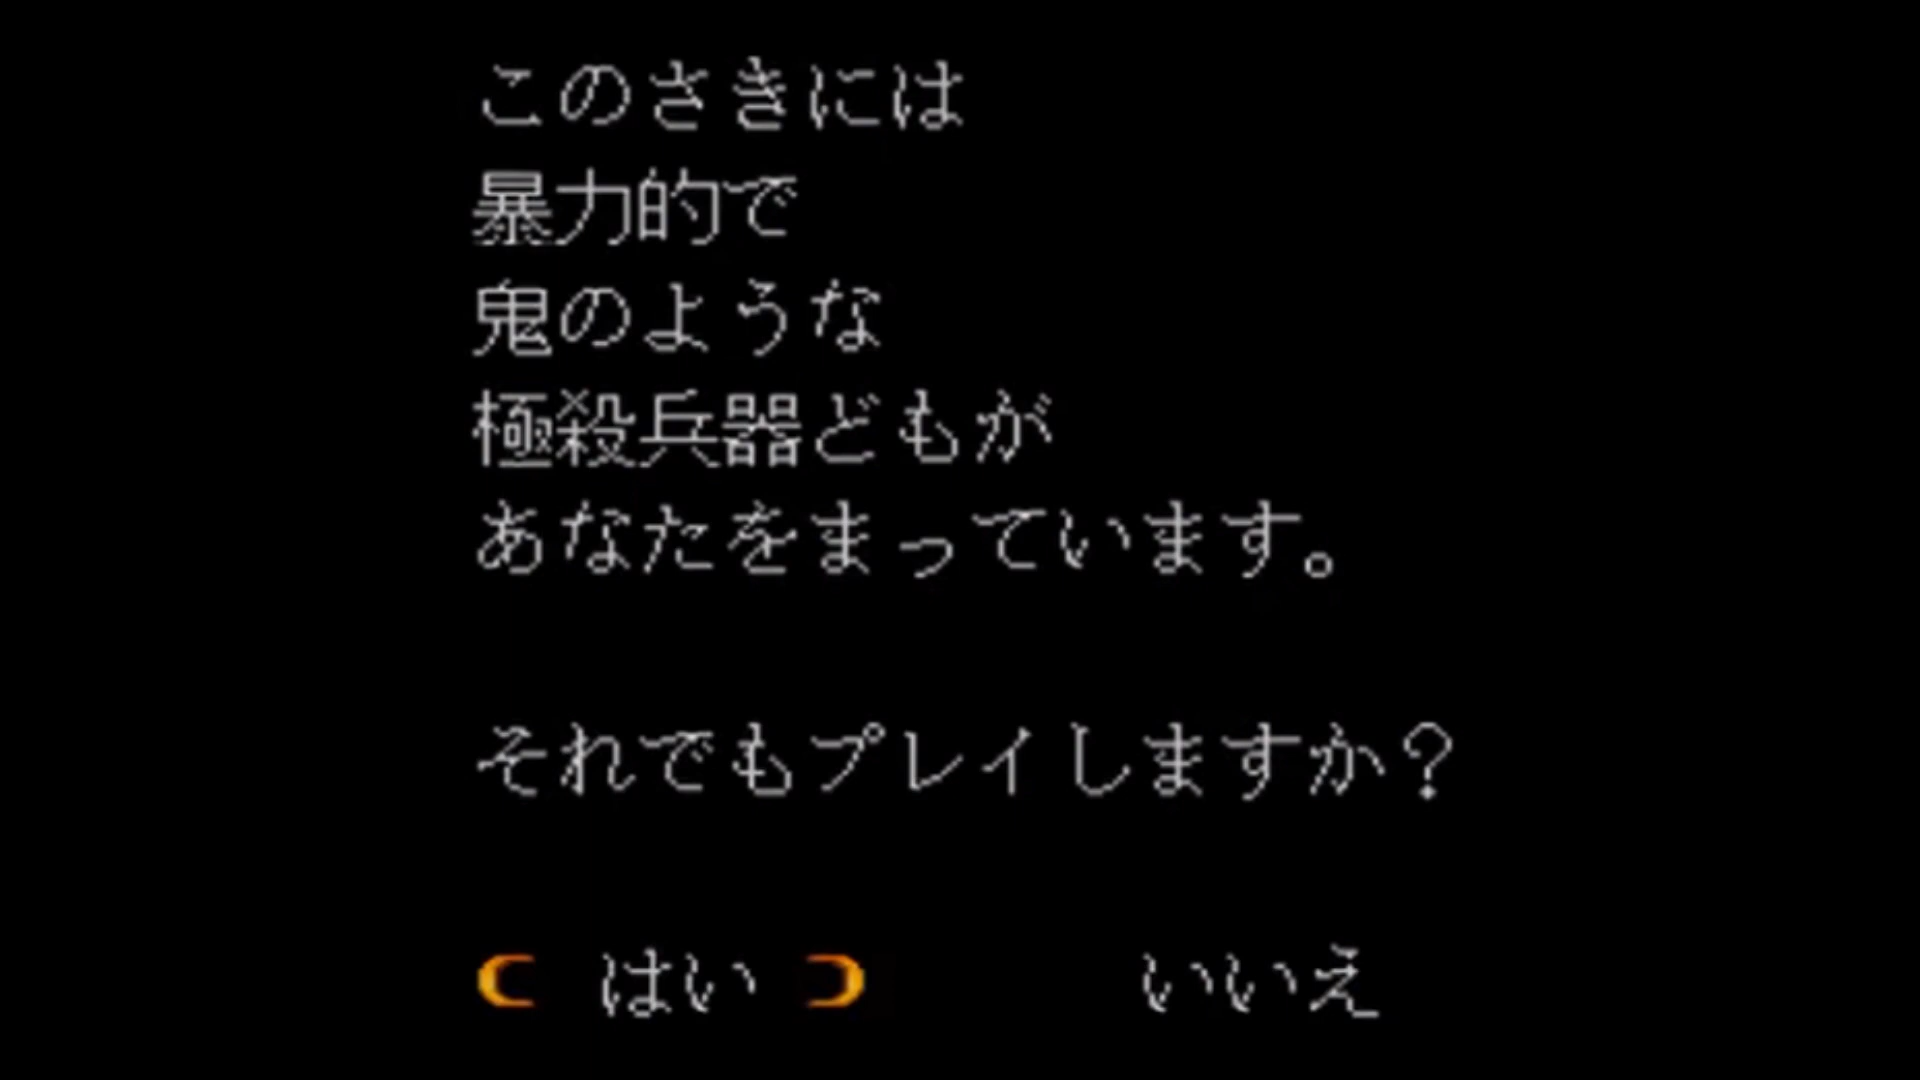 このさきには
暴力的で
鬼のような
極殺兵器どもが
あなたをまっています。
それでもプレイしますか?
はい いいえ